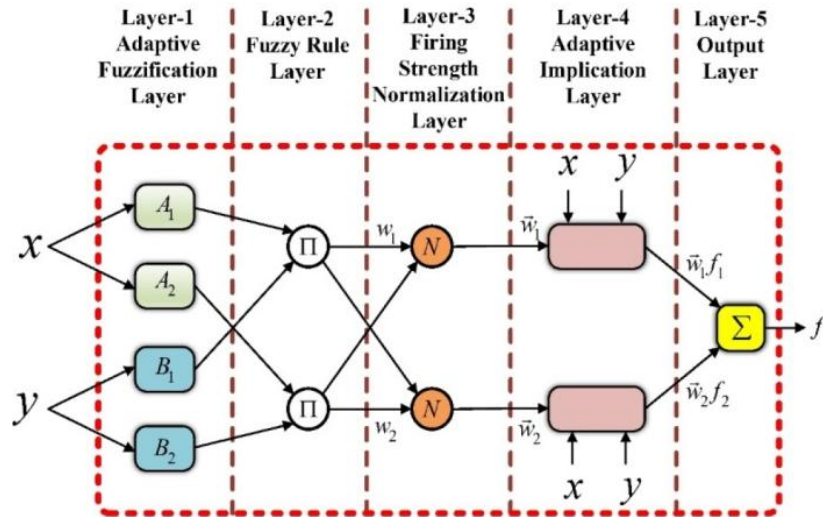 Layer-1
Adaptive
Fuzzification
Layer
Layer-2
Fuzzy Rule
Layer
Layer-3
Firing
Strength
Normalization
Layer
Layer-4
Adaptive
Implication
Layer
Layer-5
Output
Layer
x y
A₁
Π w₁ N w⃗₁
w⃗₁f₁
x
A₂
Σ f
B₁
y
Π w₂ N w⃗₂
w⃗₂f₂
B₂
x y